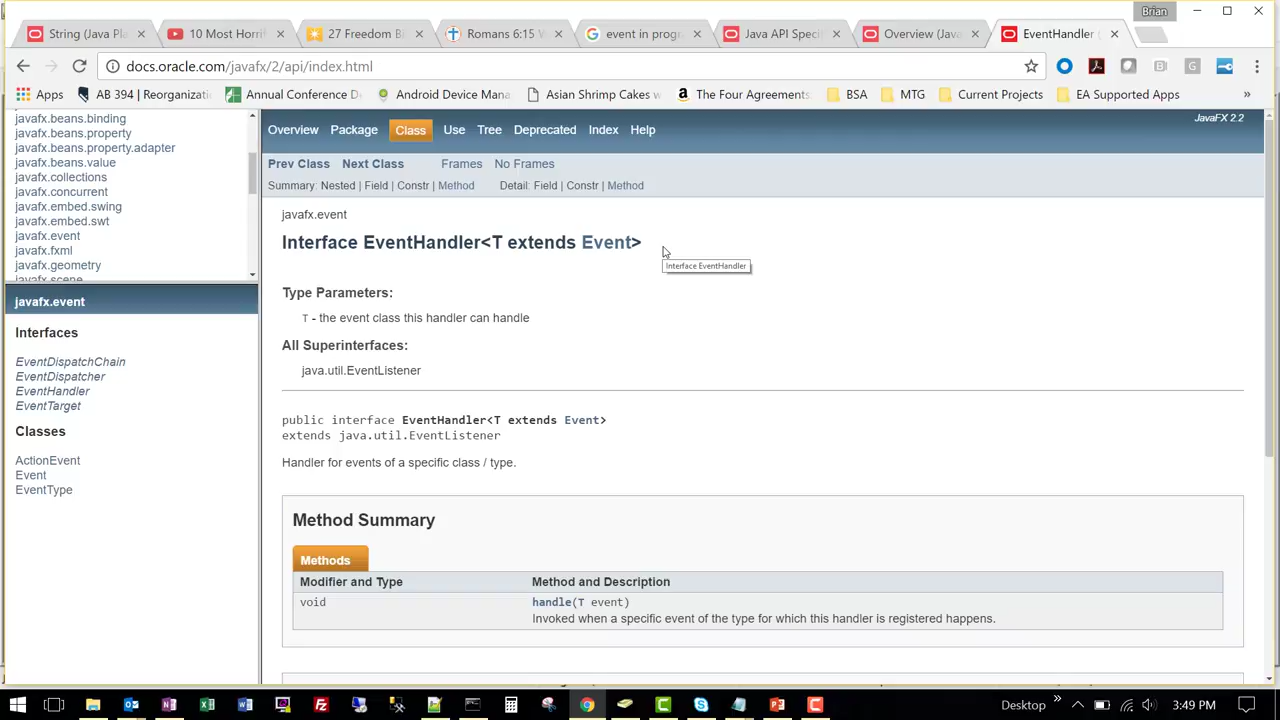 Brian
String (Java Pla
10 Most Horri
27 Freedom B
Romans 6:15 V
event in progr
Java API Speci
Overview (Java
EventHandler (
docs.oracle.com/javafx/2/api/index.html
Apps
AB 394 | Reorganizati
Annual Conference De
Android Device Mana
Asian Shrimp Cakes w
The Four Agreements
BSA
MTG
Current Projects
EA Supported Apps
»
javafx.beans.binding
javafx.beans.property
javafx.beans.property.adapter
javafx.beans.value
javafx.collections
javafx.concurrent
javafx.embed.swing
javafx.embed.swt
javafx.event
javafx.fxml
javafx.geometry
javafx.scene
javafx.event
Interfaces
EventDispatchChain
EventDispatcher
EventHandler
EventTarget
Classes
ActionEvent
Event
EventType
Overview Package Class Use Tree Deprecated Index Help
JavaFX 2.2
Prev Class Next Class Frames No Frames
Summary: Nested | Field | Constr | Method Detail: Field | Constr | Method
javafx.event
Interface EventHandler<T extends Event>
Interface EventHandler
Type Parameters:
T - the event class this handler can handle
All Superinterfaces:
java.util.EventListener
public interface EventHandler<T extends Event>
extends java.util.EventListener
Handler for events of a specific class / type.
Method Summary
Methods
Modifier and Type Method and Description
void handle(T event)
Invoked when a specific event of the type for which this handler is registered happens.
Desktop » 3:49 PM